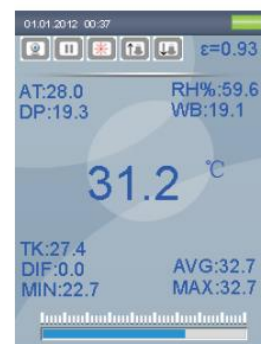 01.01.2012 00:37
ε=0.93
AT:28.0 RH%:59.6
DP:19.3 WB:19.1
31.2 °C
TK:27.4
DIF:0.0 AVG:32.7
MIN:22.7 MAX:32.7